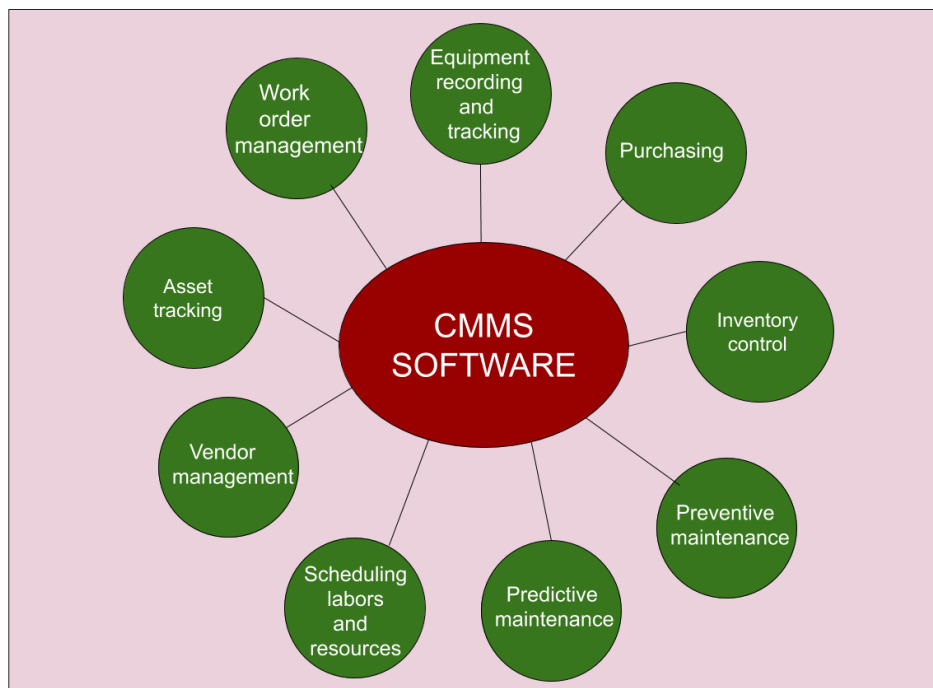 Equipment
recording
and
tracking
Work
order
management
Purchasing
Asset
tracking
CMMS
SOFTWARE
Inventory
control
Vendor
management
Preventive
maintenance
Scheduling
labors
and
resources
Predictive
maintenance